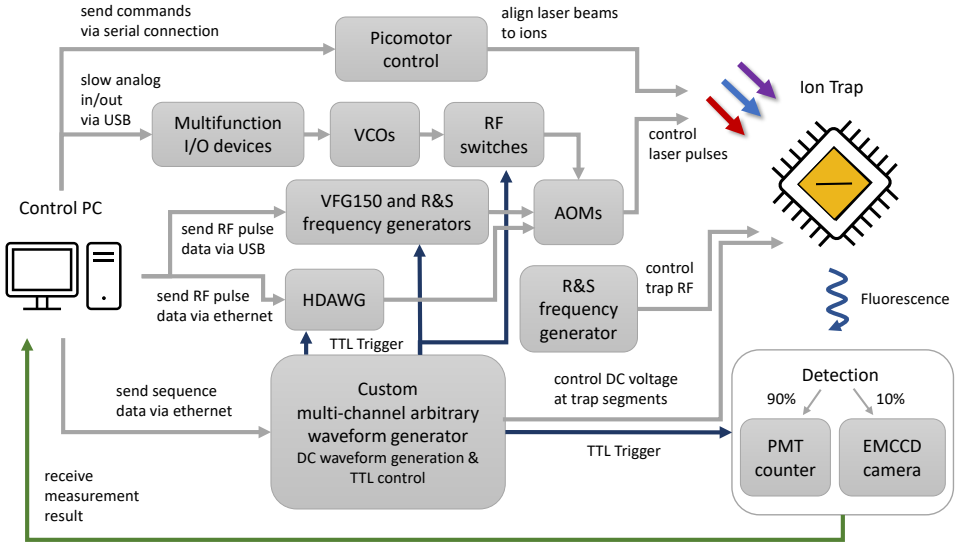 send commands
via serial connection
Picomotor
control
align laser beams
to ions
slow analog
in/out
via USB
Multifunction
I/O devices
VCOs
RF
switches
control
laser pulses
Ion Trap
Control PC
VFG150 and R&S
frequency generators
AOMs
send RF pulse
data via USB
send RF pulse
data via ethernet
HDAWG
R&S
frequency
generator
control
trap RF
Fluorescence
TTL Trigger
send sequence
data via ethernet
Custom
multi-channel arbitrary
waveform generator
DC waveform generation &
TTL control
control DC voltage
at trap segments
TTL Trigger
Detection
90%
10%
PMT
counter
EMCCD
camera
receive
measurement
result